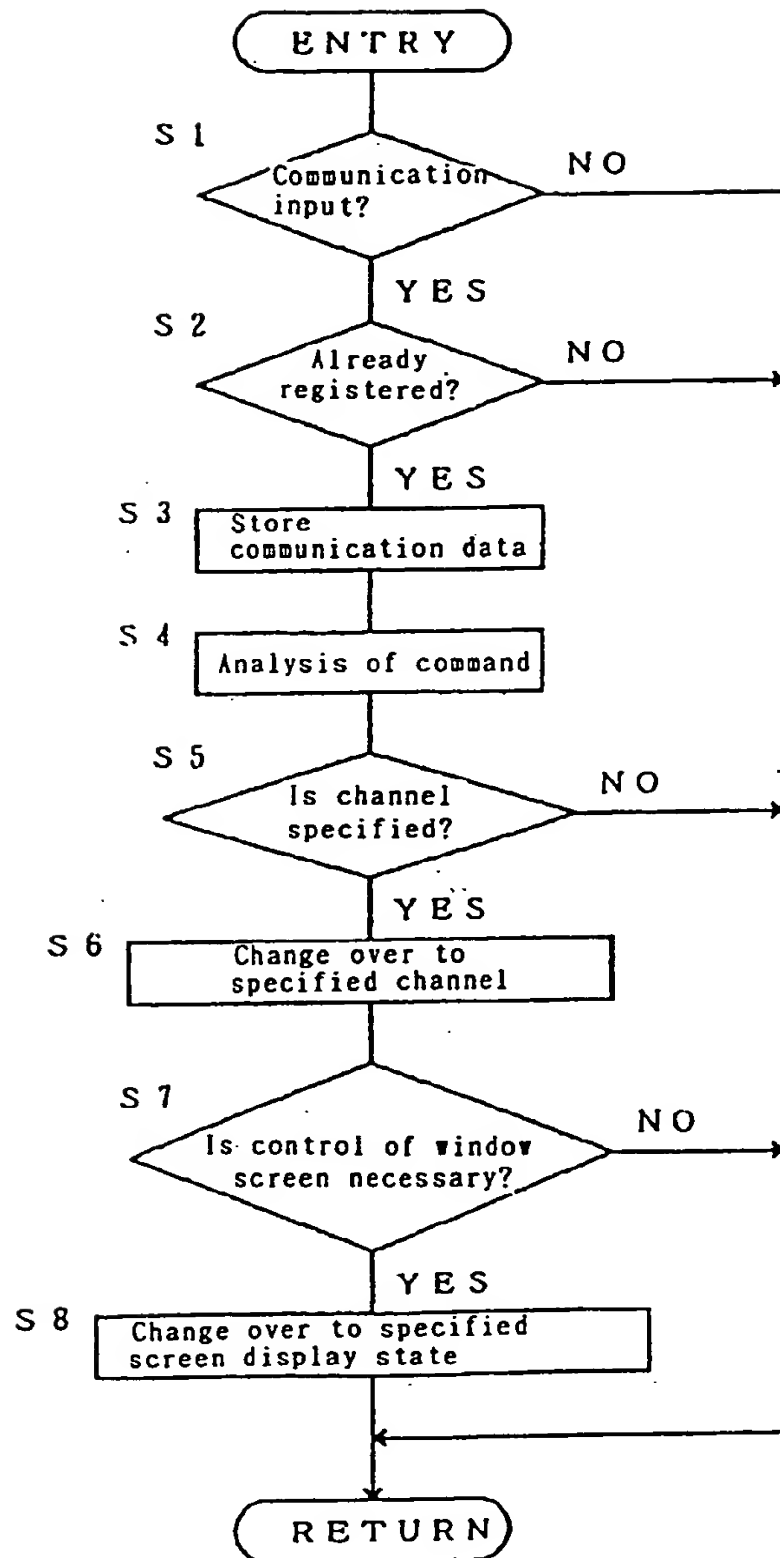 ENTRY
S1
Communication
input?
NO
YES
S2
Already
registered?
NO
YES
S3
Store
communication data
S4
Analysis of command
S5
Is channel
specified?
NO
YES
S6
Change over to
specified channel
S7
Is control of window
screen necessary?
NO
YES
S8
Change over to specified
screen display state
RETURN